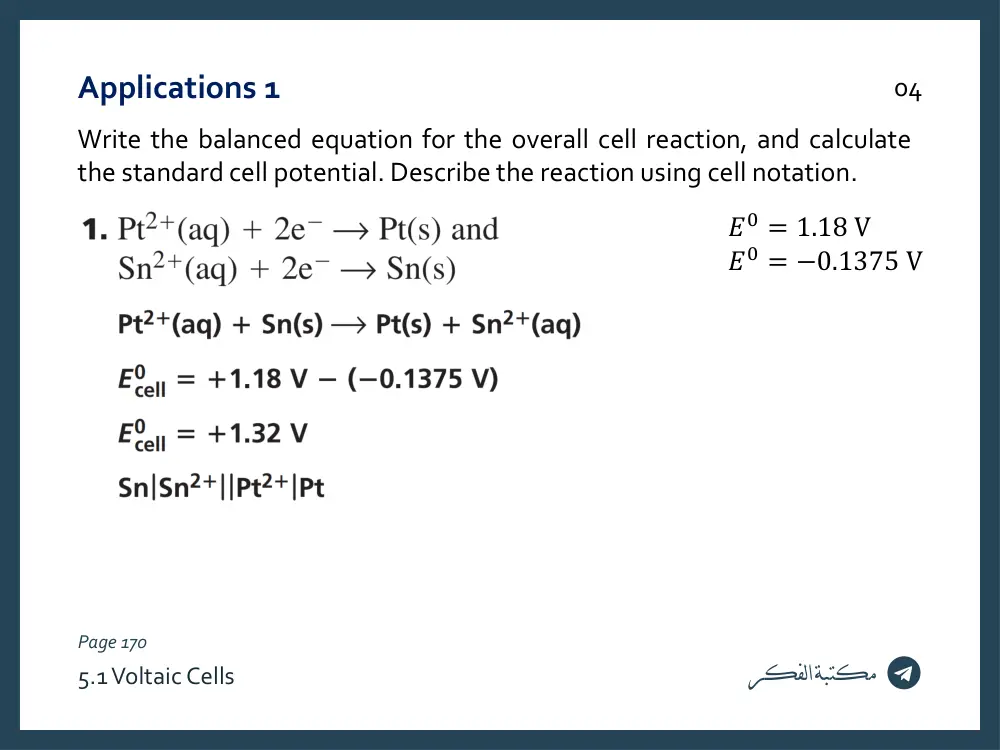 Applications 1
04
Write the balanced equation for the overall cell reaction, and calculate
the standard cell potential. Describe the reaction using cell notation.
1. Pt²⁺(aq) + 2e⁻ ⟶ Pt(s) and
E⁰ = 1.18 V
Sn²⁺(aq) + 2e⁻ ⟶ Sn(s)
E⁰ = −0.1375 V
Pt²⁺(aq) + Sn(s) ⟶ Pt(s) + Sn²⁺(aq)
E⁰cell = +1.18 V − (−0.1375 V)
E⁰cell = +1.32 V
Sn|Sn²⁺||Pt²⁺|Pt
Page 170
5.1 Voltaic Cells
مكتبة الفكر